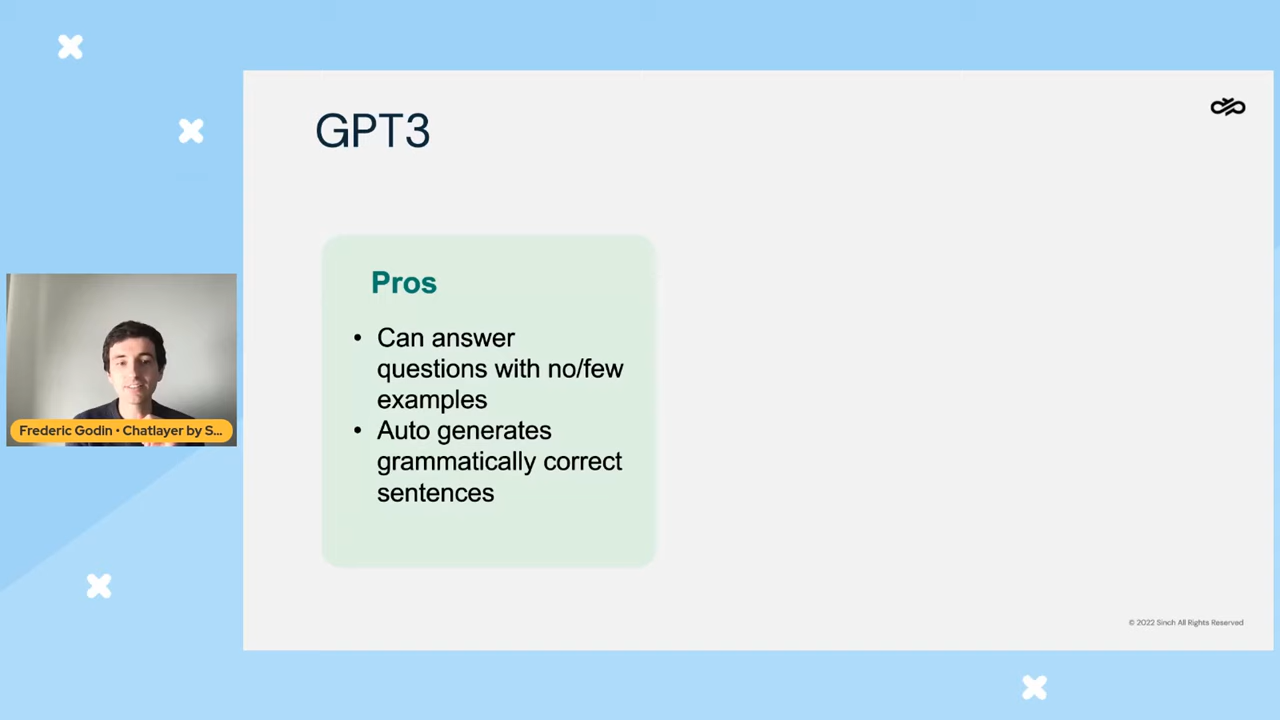 GPT3
Pros
• Can answer
questions with no/few
examples
• Auto generates
grammatically correct
sentences
Frederic Godin • Chatlayer by S...
© 2022 Sinch All Rights Reserved